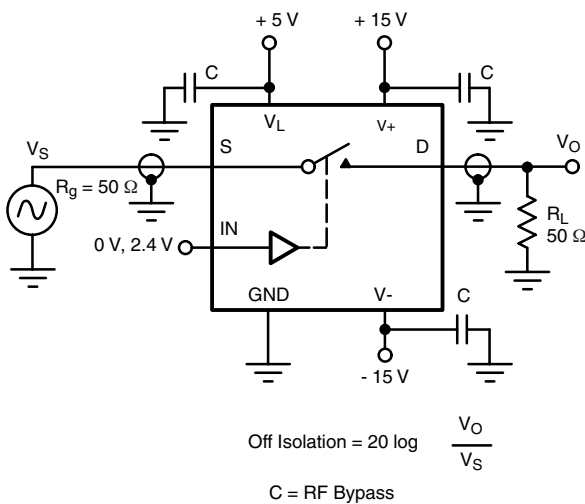 + 5 V
+ 15 V
C
C
V_L
V+
V_S
S
D
V_O
R_g = 50 Ω
IN
R_L
50 Ω
0 V, 2.4 V
GND
V-
C
- 15 V
Off Isolation = 20 log V_O / V_S
C = RF Bypass